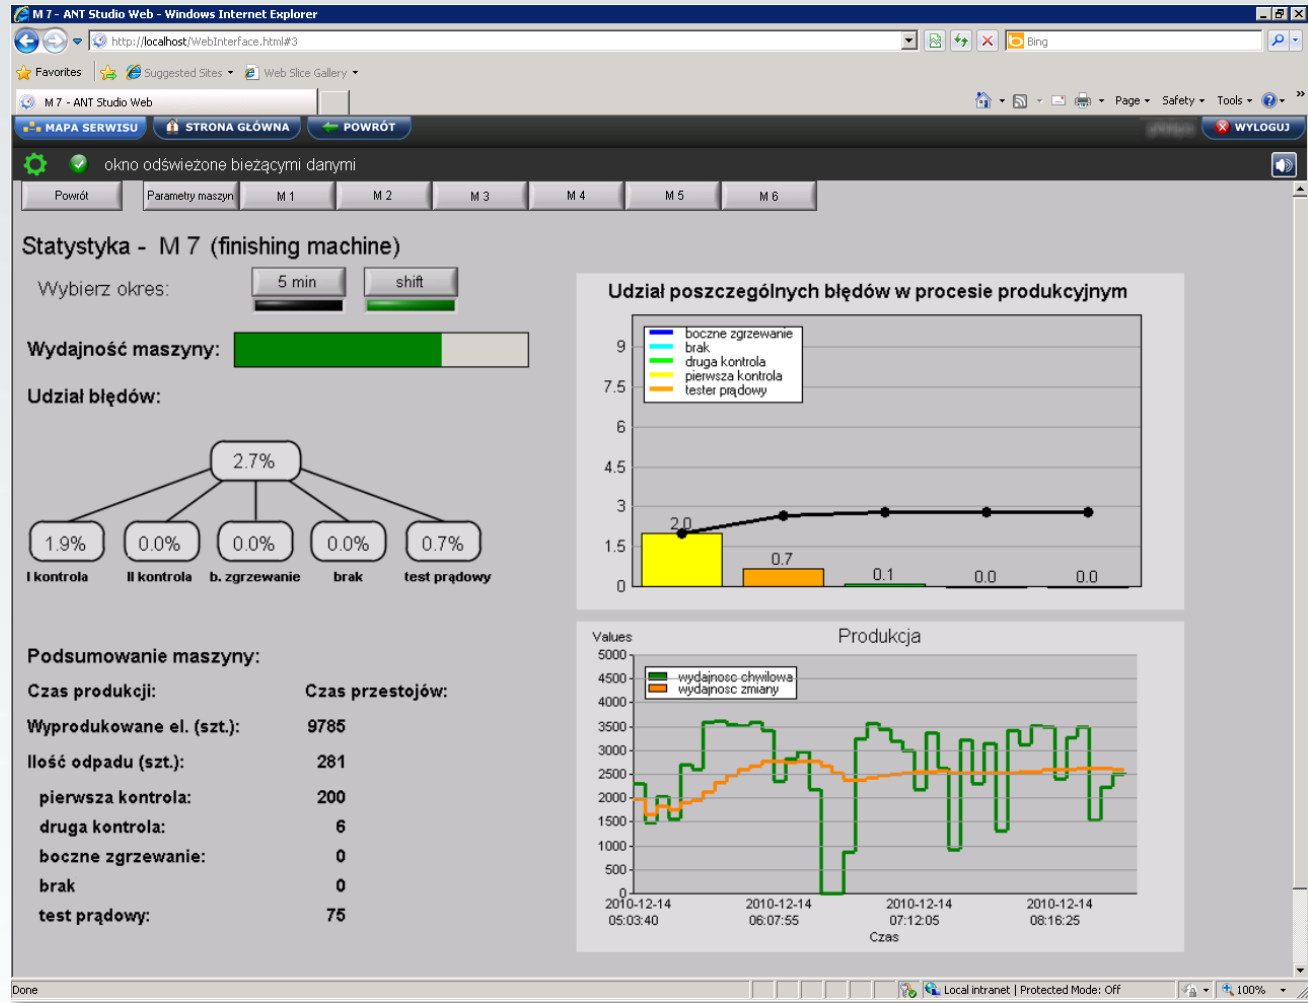 M 7 - ANT Studio Web - Windows Internet Explorer
http://localhost/WebInterface.html#3
Bing
Favorites Suggested Sites Web Slice Gallery
M 7 - ANT Studio Web
Page Safety Tools
MAPA SERWISU STRONA GŁÓWNA POWRÓT WYLOGUJ
okno odświeżone bieżącymi danymi
Powrót Parametry maszyn M 1 M 2 M 3 M 4 M 5 M 6
Statystyka - M 7 (finishing machine)
Wybierz okres: 5 min shift
Wydajność maszyny:
Udział błędów:
2.7%
1.9% 0.0% 0.0% 0.0% 0.7%
I kontrola II kontrola b. zgrzewanie brak test prądowy
Podsumowanie maszyny:
Czas produkcji: Czas przestojów:
Wyprodukowane el. (szt.): 9785
Ilość odpadu (szt.): 281
pierwsza kontrola: 200
druga kontrola: 6
boczne zgrzewanie: 0
brak 0
test prądowy: 75
Udział poszczególnych błędów w procesie produkcyjnym
boczne zgrzewanie
brak
druga kontrola
pierwsza kontrola
tester prądowy
9
7.5
6
4.5
3
1.5
0
2.0 0.7 0.1 0.0 0.0
Produkcja
Values
wydajnosc chwilowa
wydajnosc zmiany
5000
4500
4000
3500
3000
2500
2000
1500
1000
500
0
2010-12-14 2010-12-14 2010-12-14 2010-12-14
05:03:40 06:07:55 07:12:05 08:16:25
Czas
Done Local intranet | Protected Mode: Off 100%